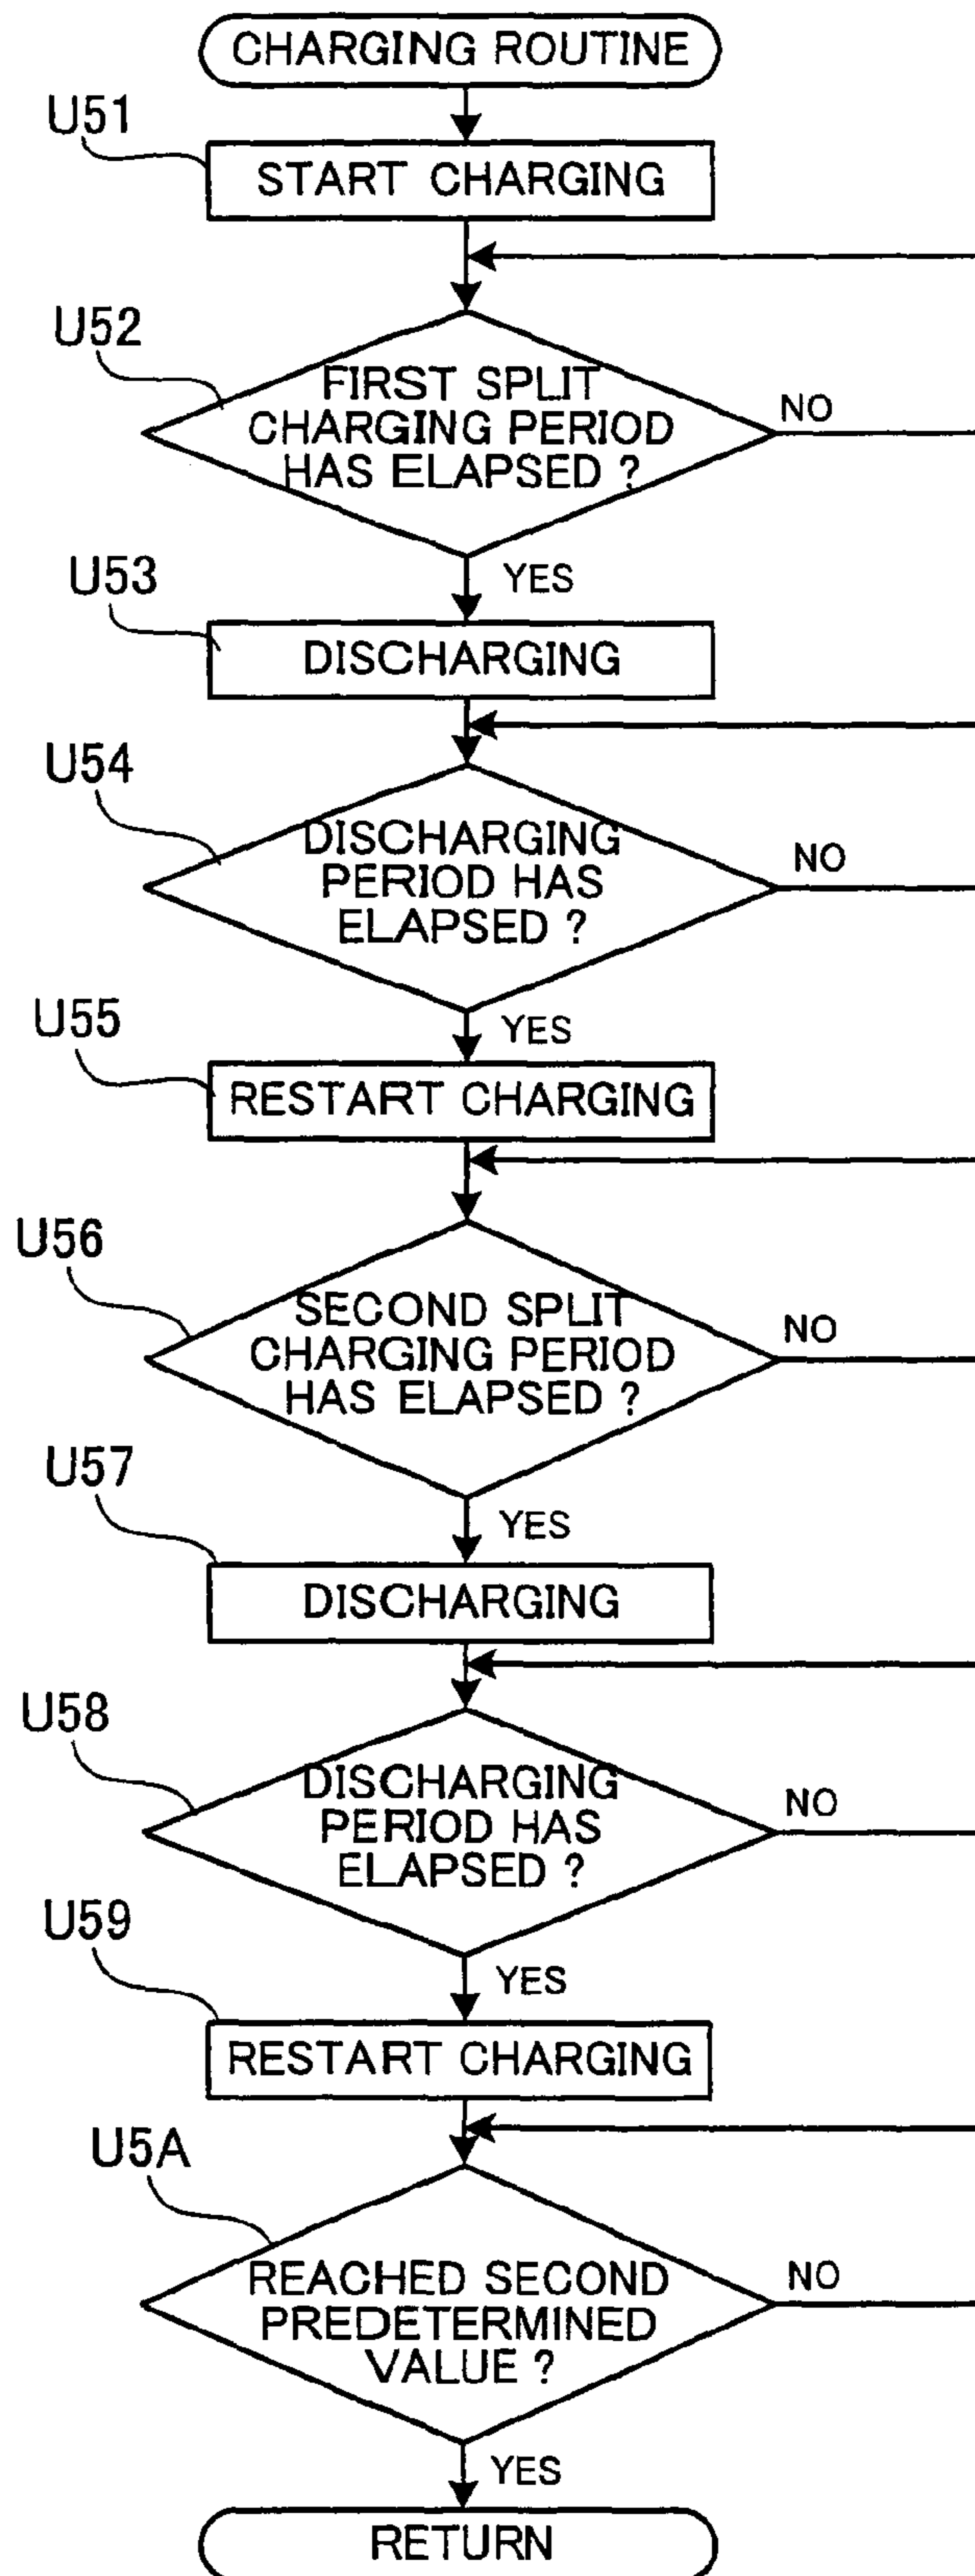 CHARGING ROUTINE
U51
START CHARGING
U52
FIRST SPLIT
CHARGING PERIOD
HAS ELAPSED ?
NO
YES
U53
DISCHARGING
U54
DISCHARGING
PERIOD HAS
ELAPSED ?
NO
YES
U55
RESTART CHARGING
U56
SECOND SPLIT
CHARGING PERIOD
HAS ELAPSED ?
NO
YES
U57
DISCHARGING
U58
DISCHARGING
PERIOD HAS
ELAPSED ?
NO
YES
U59
RESTART CHARGING
U5A
REACHED SECOND
PREDETERMINED
VALUE ?
NO
YES
RETURN